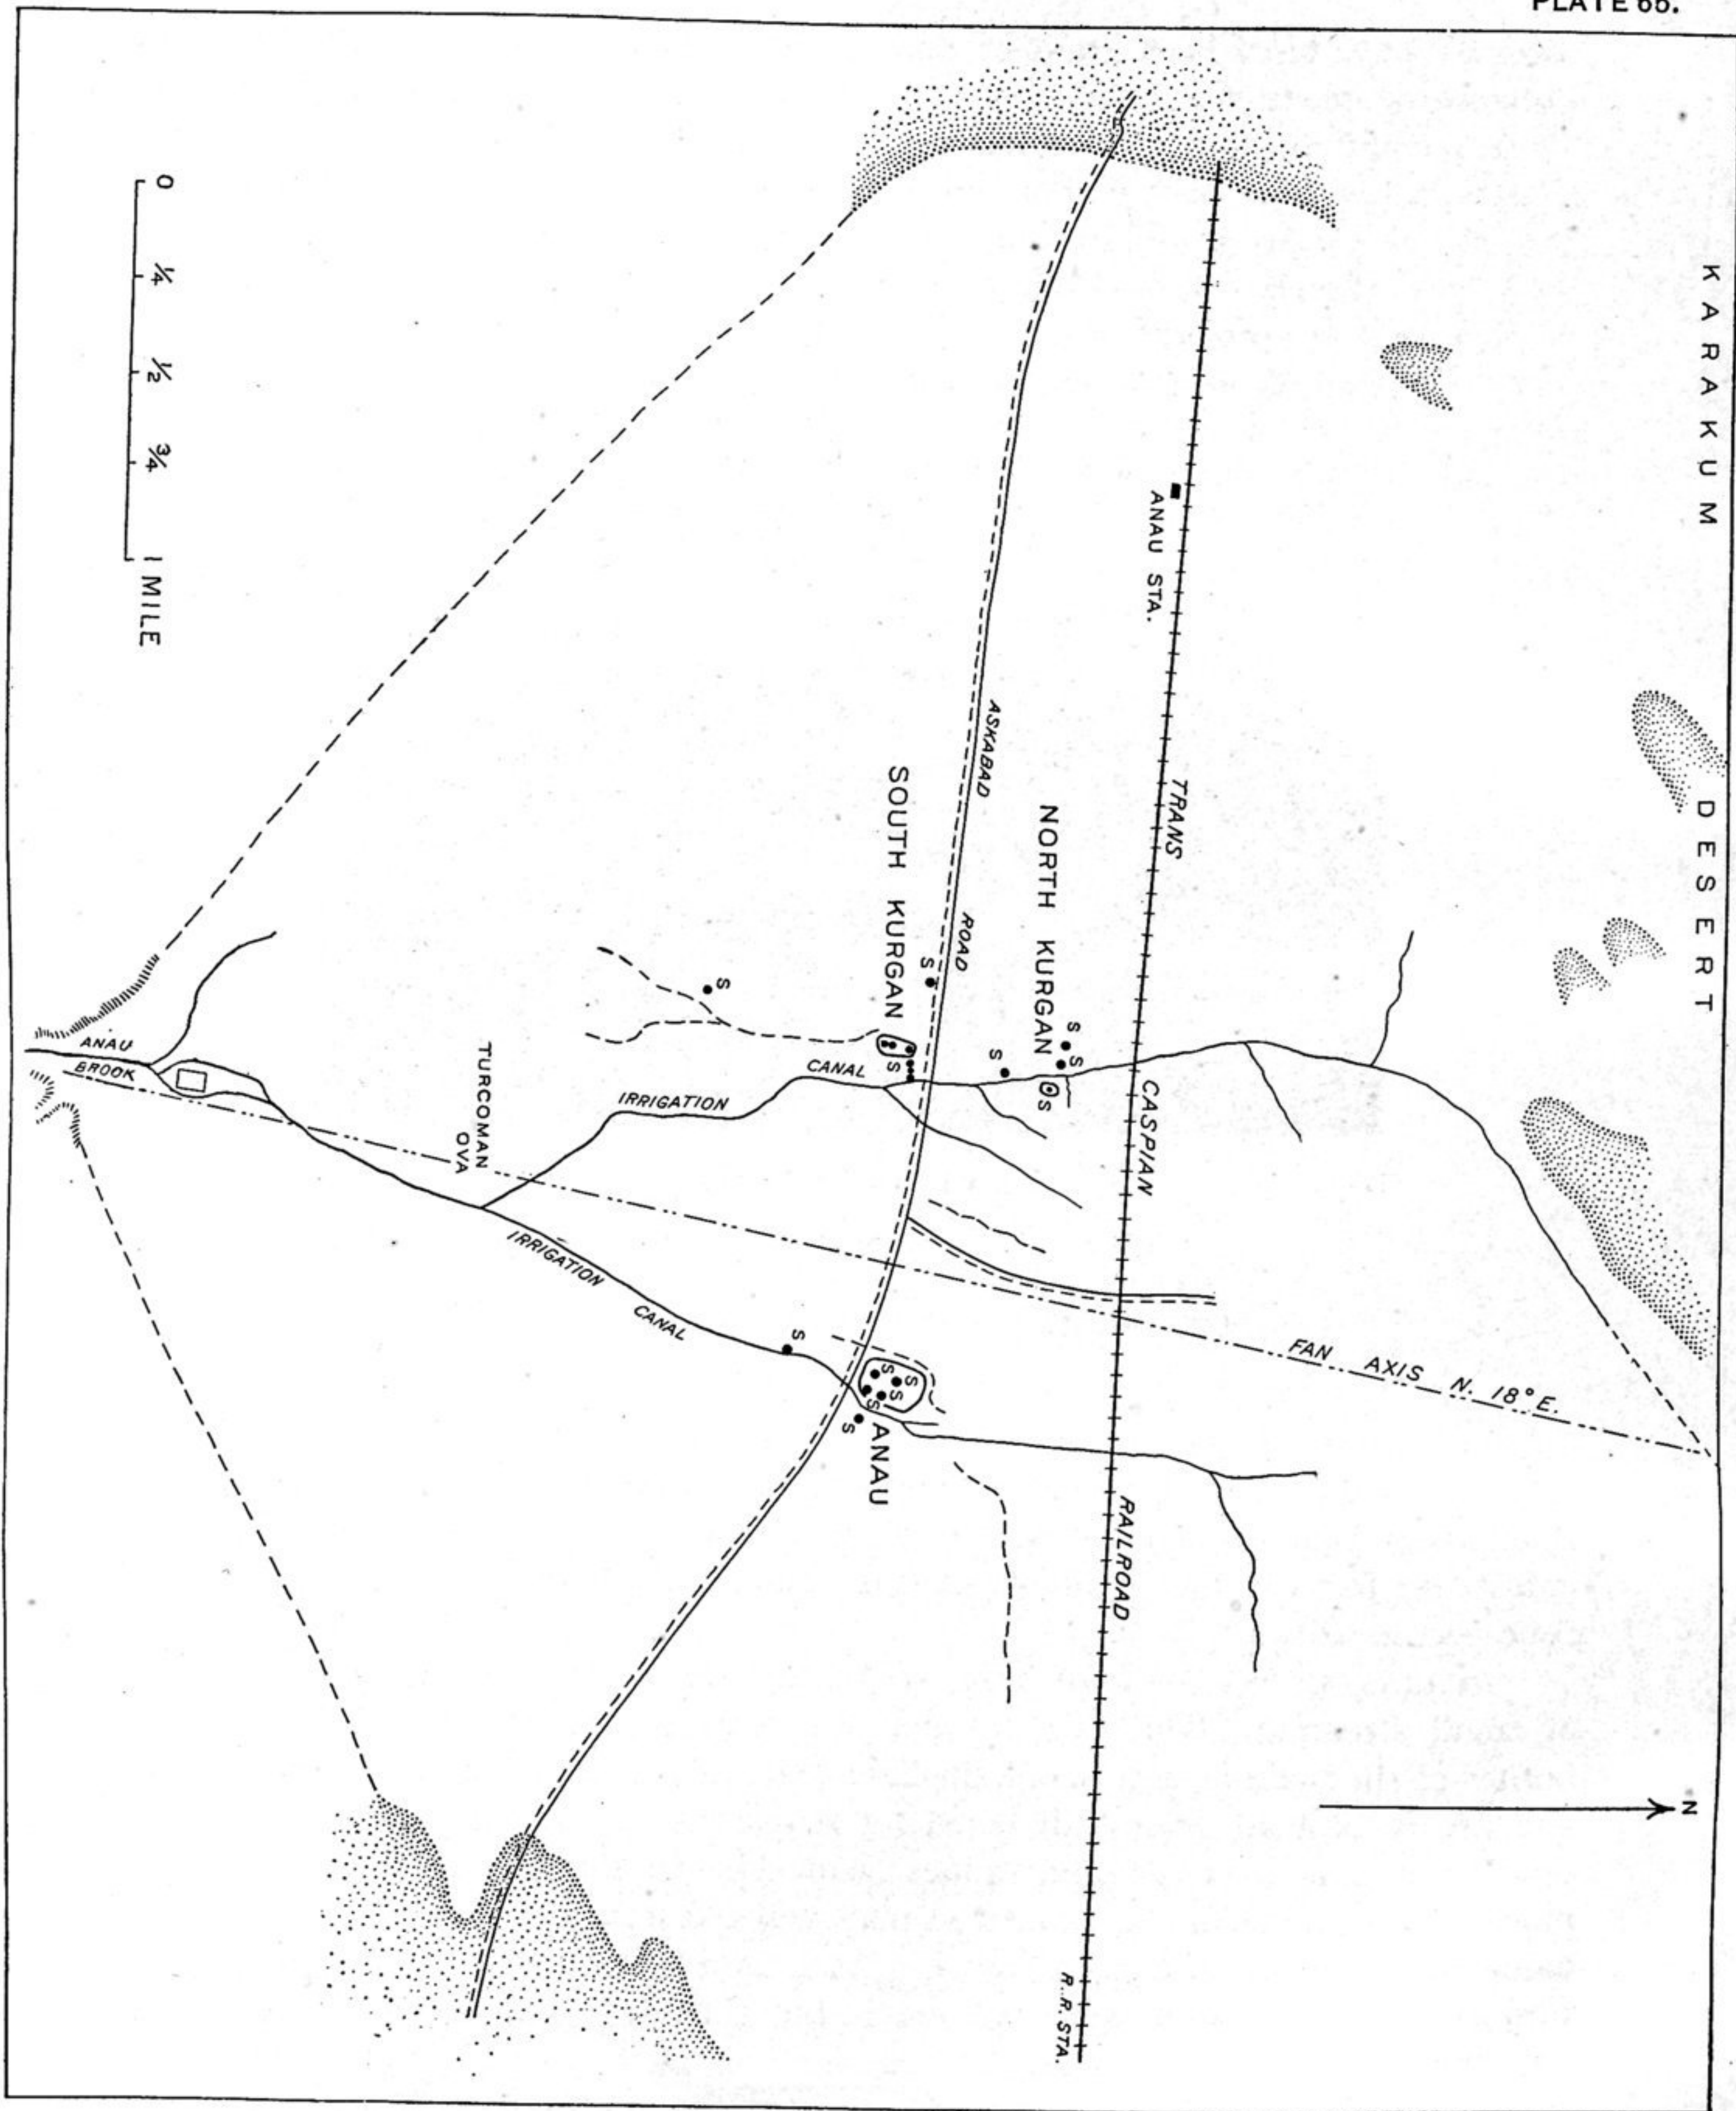 PLATE 65.
KARAKUM DESERT
0 1/4 1/2 3/4 1 MILE
ANAU STA.
TRANS CASPIAN RAILROAD
R.R. STA.
ASKABAD ROAD
SOUTH KURGAN
NORTH KURGAN
S
S
S
S
S
S
S
ANAU BROOK
TURCOMAN OVA
IRRIGATION CANAL
IRRIGATION CANAL
S
S
S
S
S
S
ANAU
FAN AXIS N. 18° E.
N